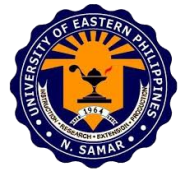 UNIVERSITY OF EASTERN PHILIPPINES
1964
INSTRUCTION • RESEARCH • EXTENSION • PRODUCTION
N. SAMAR